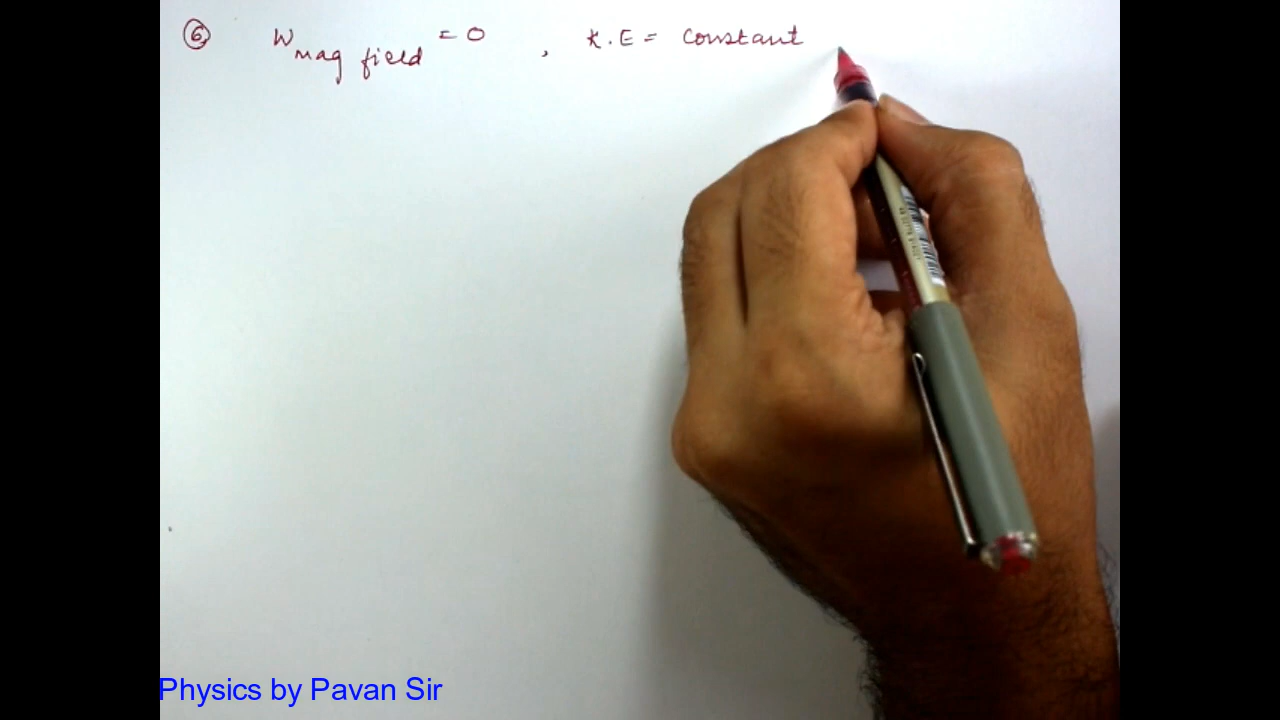 ⑥ W mag field = 0 , K.E = Constant
Physics by Pavan Sir